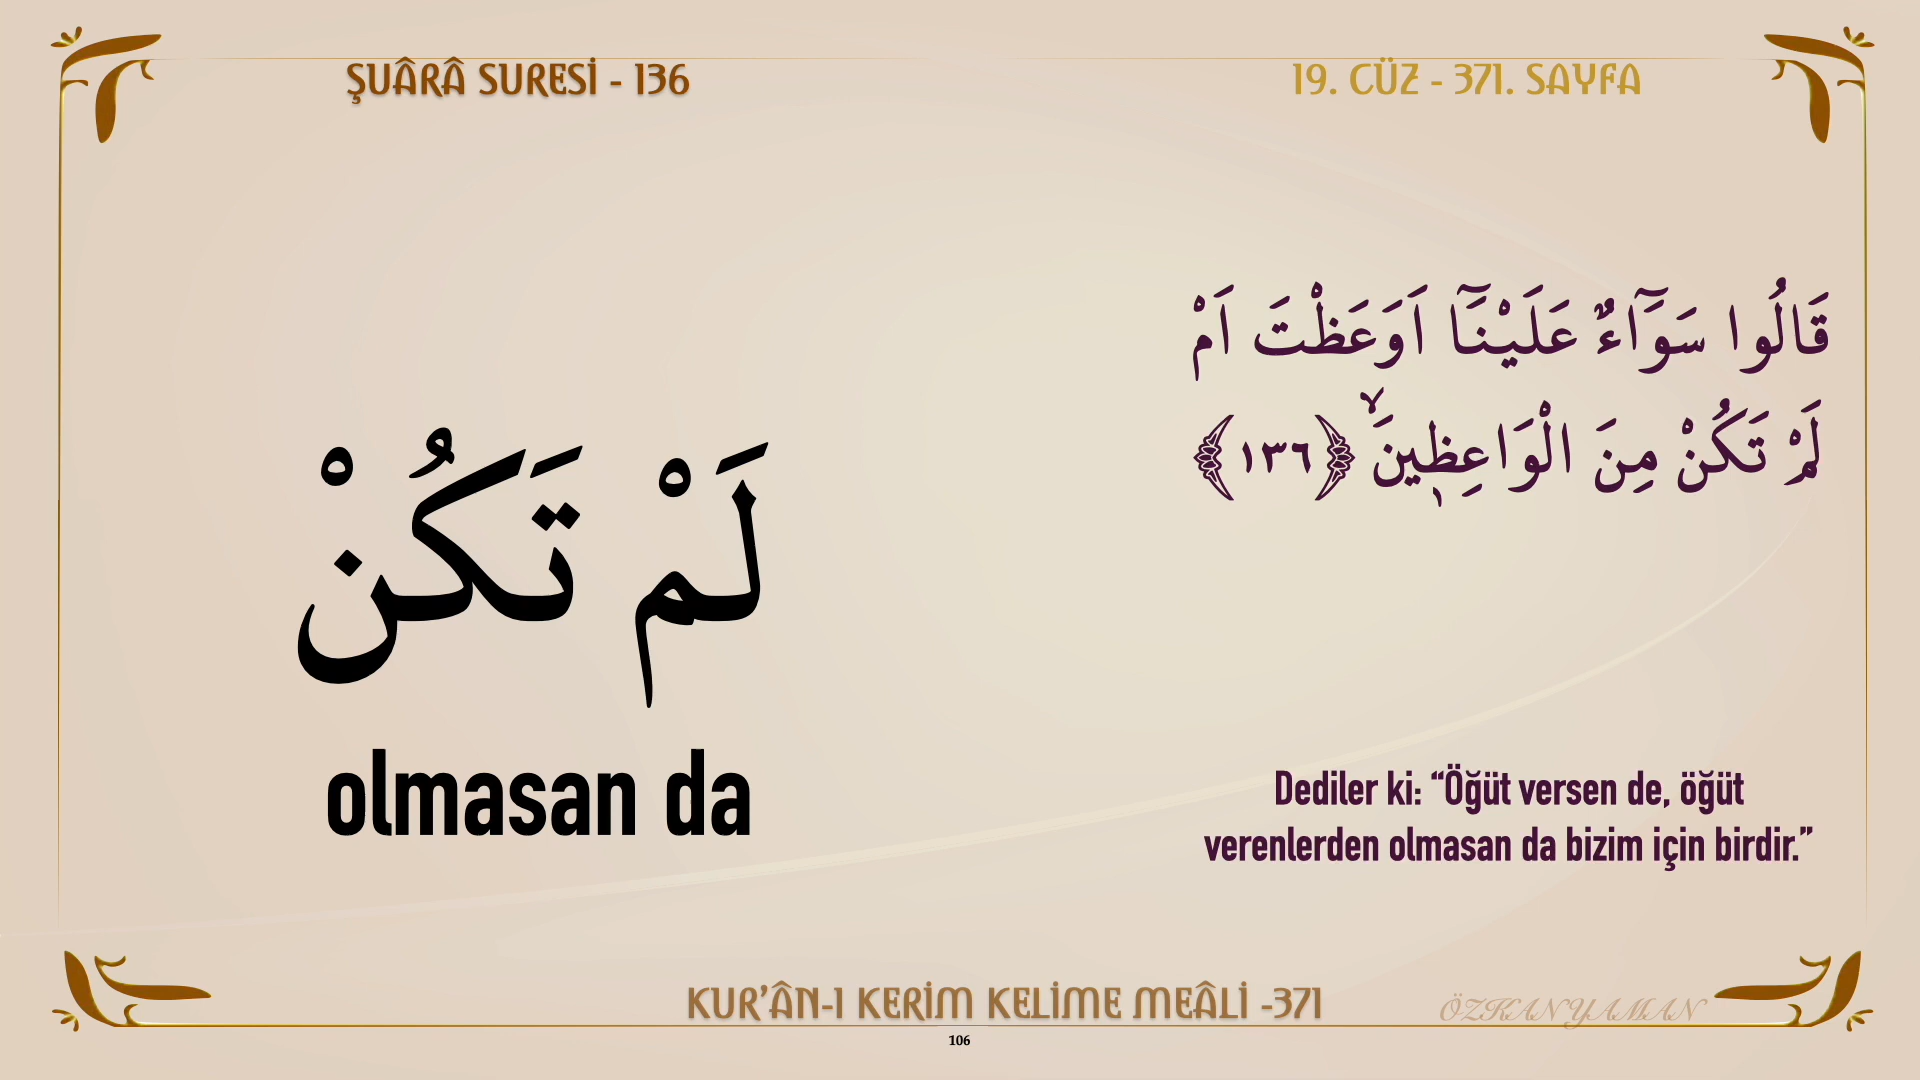 ŞUÂRÂ SURESİ - 136
19. CÜZ - 371. SAYFA
قَالُوا سَوَٓاءٌ عَلَيْنَٓا اَوَعَظْتَ اَمْ
لَمْ تَكُنْ مِنَ الْوَاعِظ۪ينَۙ ﴿١٣٦﴾
لَمْ تَكُنْ
olmasan da
Dediler ki: “Öğüt versen de, öğüt
verenlerden olmasan da bizim için birdir.”
KUR’ÂN-I KERİM KELİME MEÂLİ -371
ÖZKAN YAMAN
106